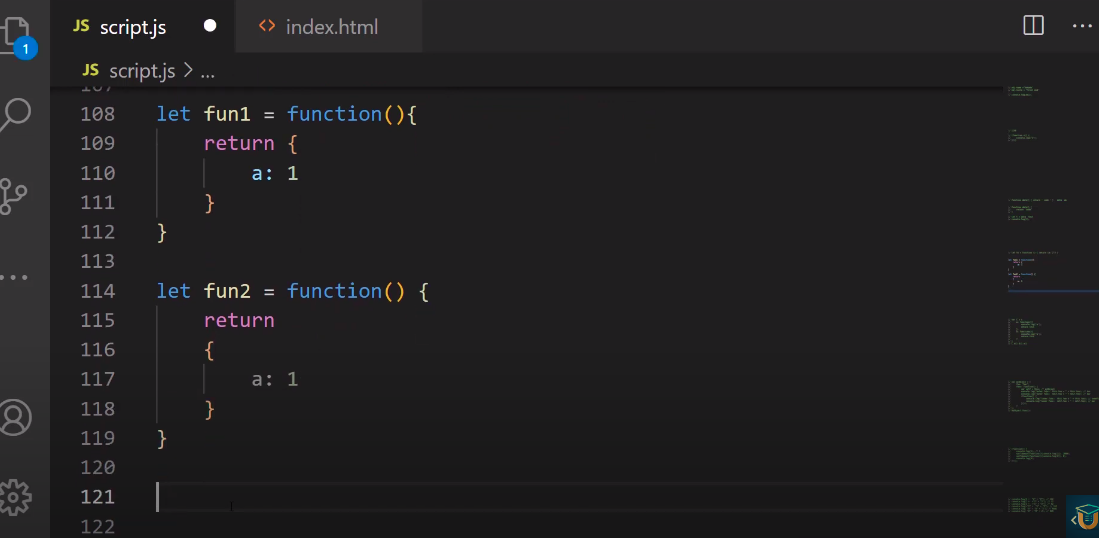 JS script.js
<> index.html
1
JS script.js > ...
108 let fun1 = function(){
109 return {
110 a: 1
111 }
112 }
113
114 let fun2 = function() {
115 return
116 {
117 a: 1
118 }
119 }
120
121
122